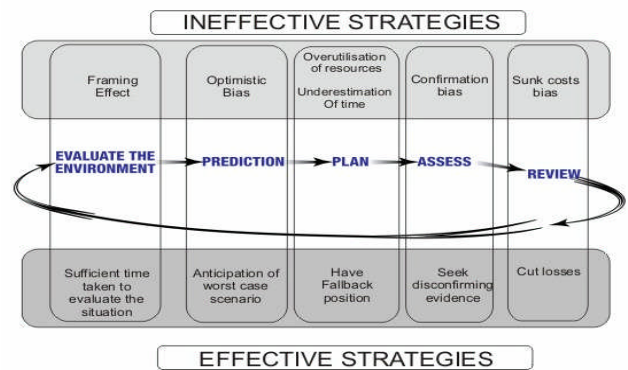 INEFFECTIVE STRATEGIES
Framing
Effect
Optimistic
Bias
Overutilisation
of resources
Underestimation
Of time
Confirmation
bias
Sunk costs
bias
EVALUATE THE
ENVIRONMENT
PREDICTION
PLAN
ASSESS
REVIEW
Sufficient time
taken to
evaluate the
situation
Anticipation of
worst case
scenario
Have
Fallback
position
Seek
disconfirming
evidence
Cut losses
EFFECTIVE STRATEGIES